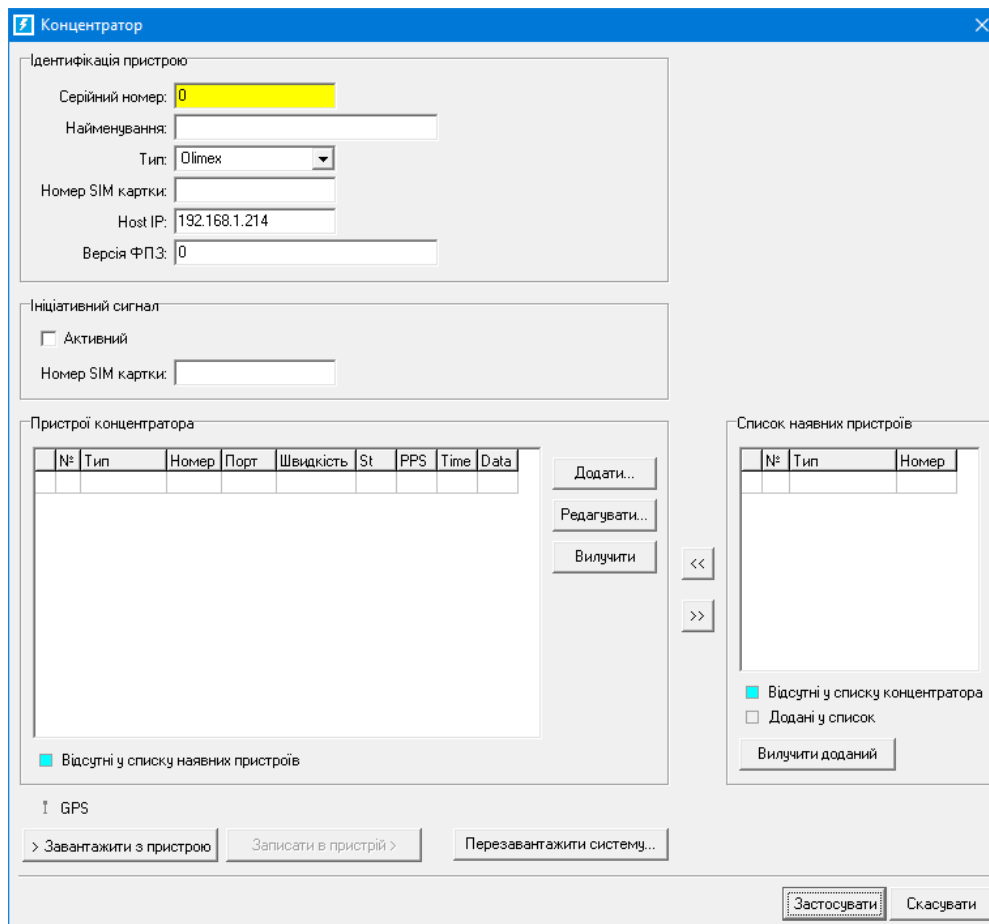 Концентратор
Ідентифікація пристрою
Серійний номер: 0
Найменування:
Тип: Olimex
Номер SIM картки:
Host IP: 192.168.1.214
Версія ФПЗ: 0
Ініціативний сигнал
Активний
Номер SIM картки:
Пристрої концентратора
№ Тип Номер Порт Швидкість St PPS Time Data
Додати...
Редагувати...
Вилучити
Відсутні у списку наявних пристроїв
<<
>>
Список наявних пристроїв
№ Тип Номер
Відсутні у списку концентратора
Додані у список
Вилучити доданий
GPS
> Завантажити з пристрою Записати в пристрій > Перезавантажити систему...
Застосувати Скасувати